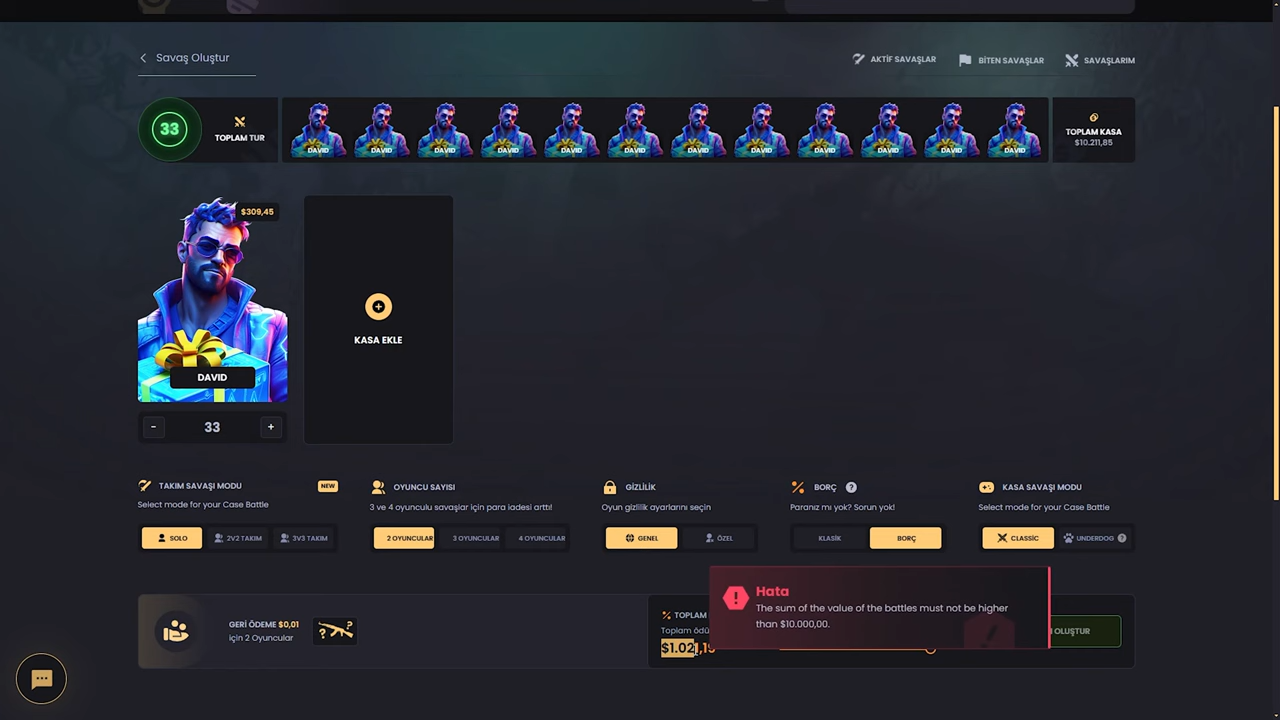 Savaş Oluştur
AKTİF SAVAŞLAR
BİTEN SAVAŞLAR
SAVAŞLARIM
33
TOPLAM TUR
DAVID
DAVID
DAVID
DAVID
DAVID
DAVID
DAVID
DAVID
DAVID
DAVID
DAVID
DAVID
TOPLAM KASA
$10.211,85
$309,45
DAVID
- 33 +
KASA EKLE
TAKIM SAVAŞI MODU
NEW
Select mode for your Case Battle
SOLO
2V2 TAKIM
3V3 TAKIM
OYUNCU SAYISI
3 ve 4 oyunculu savaşlar için para iadesi arttı!
2 OYUNCULAR
3 OYUNCULAR
4 OYUNCULAR
GİZLİLİK
Oyun gizlilik ayarlarını seçin
GENEL
ÖZEL
BORÇ ?
Paranız mı yok? Sorun yok!
KLASİK
BORÇ
KASA SAVAŞI MODU
Select mode for your Case Battle
CLASSIC
UNDERDOG ?
GERİ ÖDEME $0,01
için 2 Oyuncular
TOPLAM
Toplam ödü
Hata
The sum of the value of the battles must not be higher
than $10.000,00.
OLUŞTUR